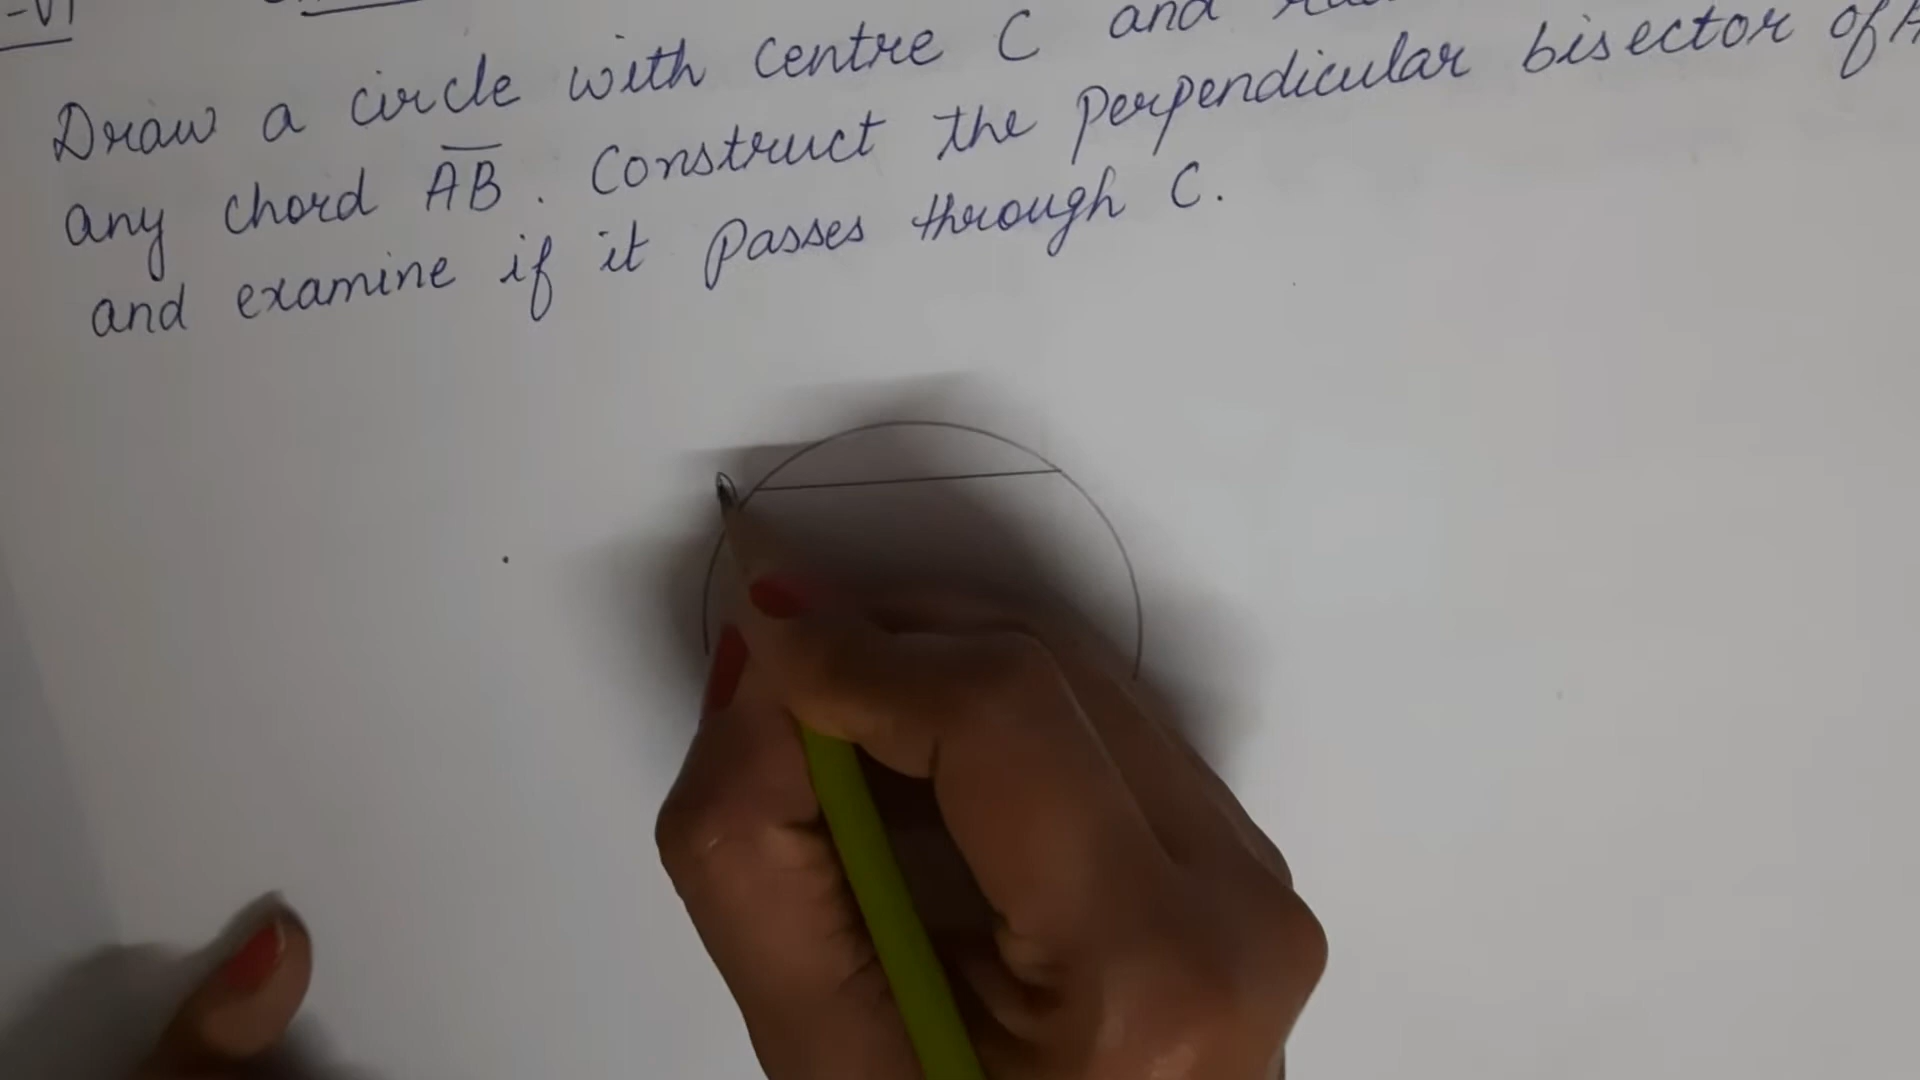 -VI
Draw a circle with centre C and
any chord AB. Construct the perpendicular bisector of A
and examine if it passes through C.